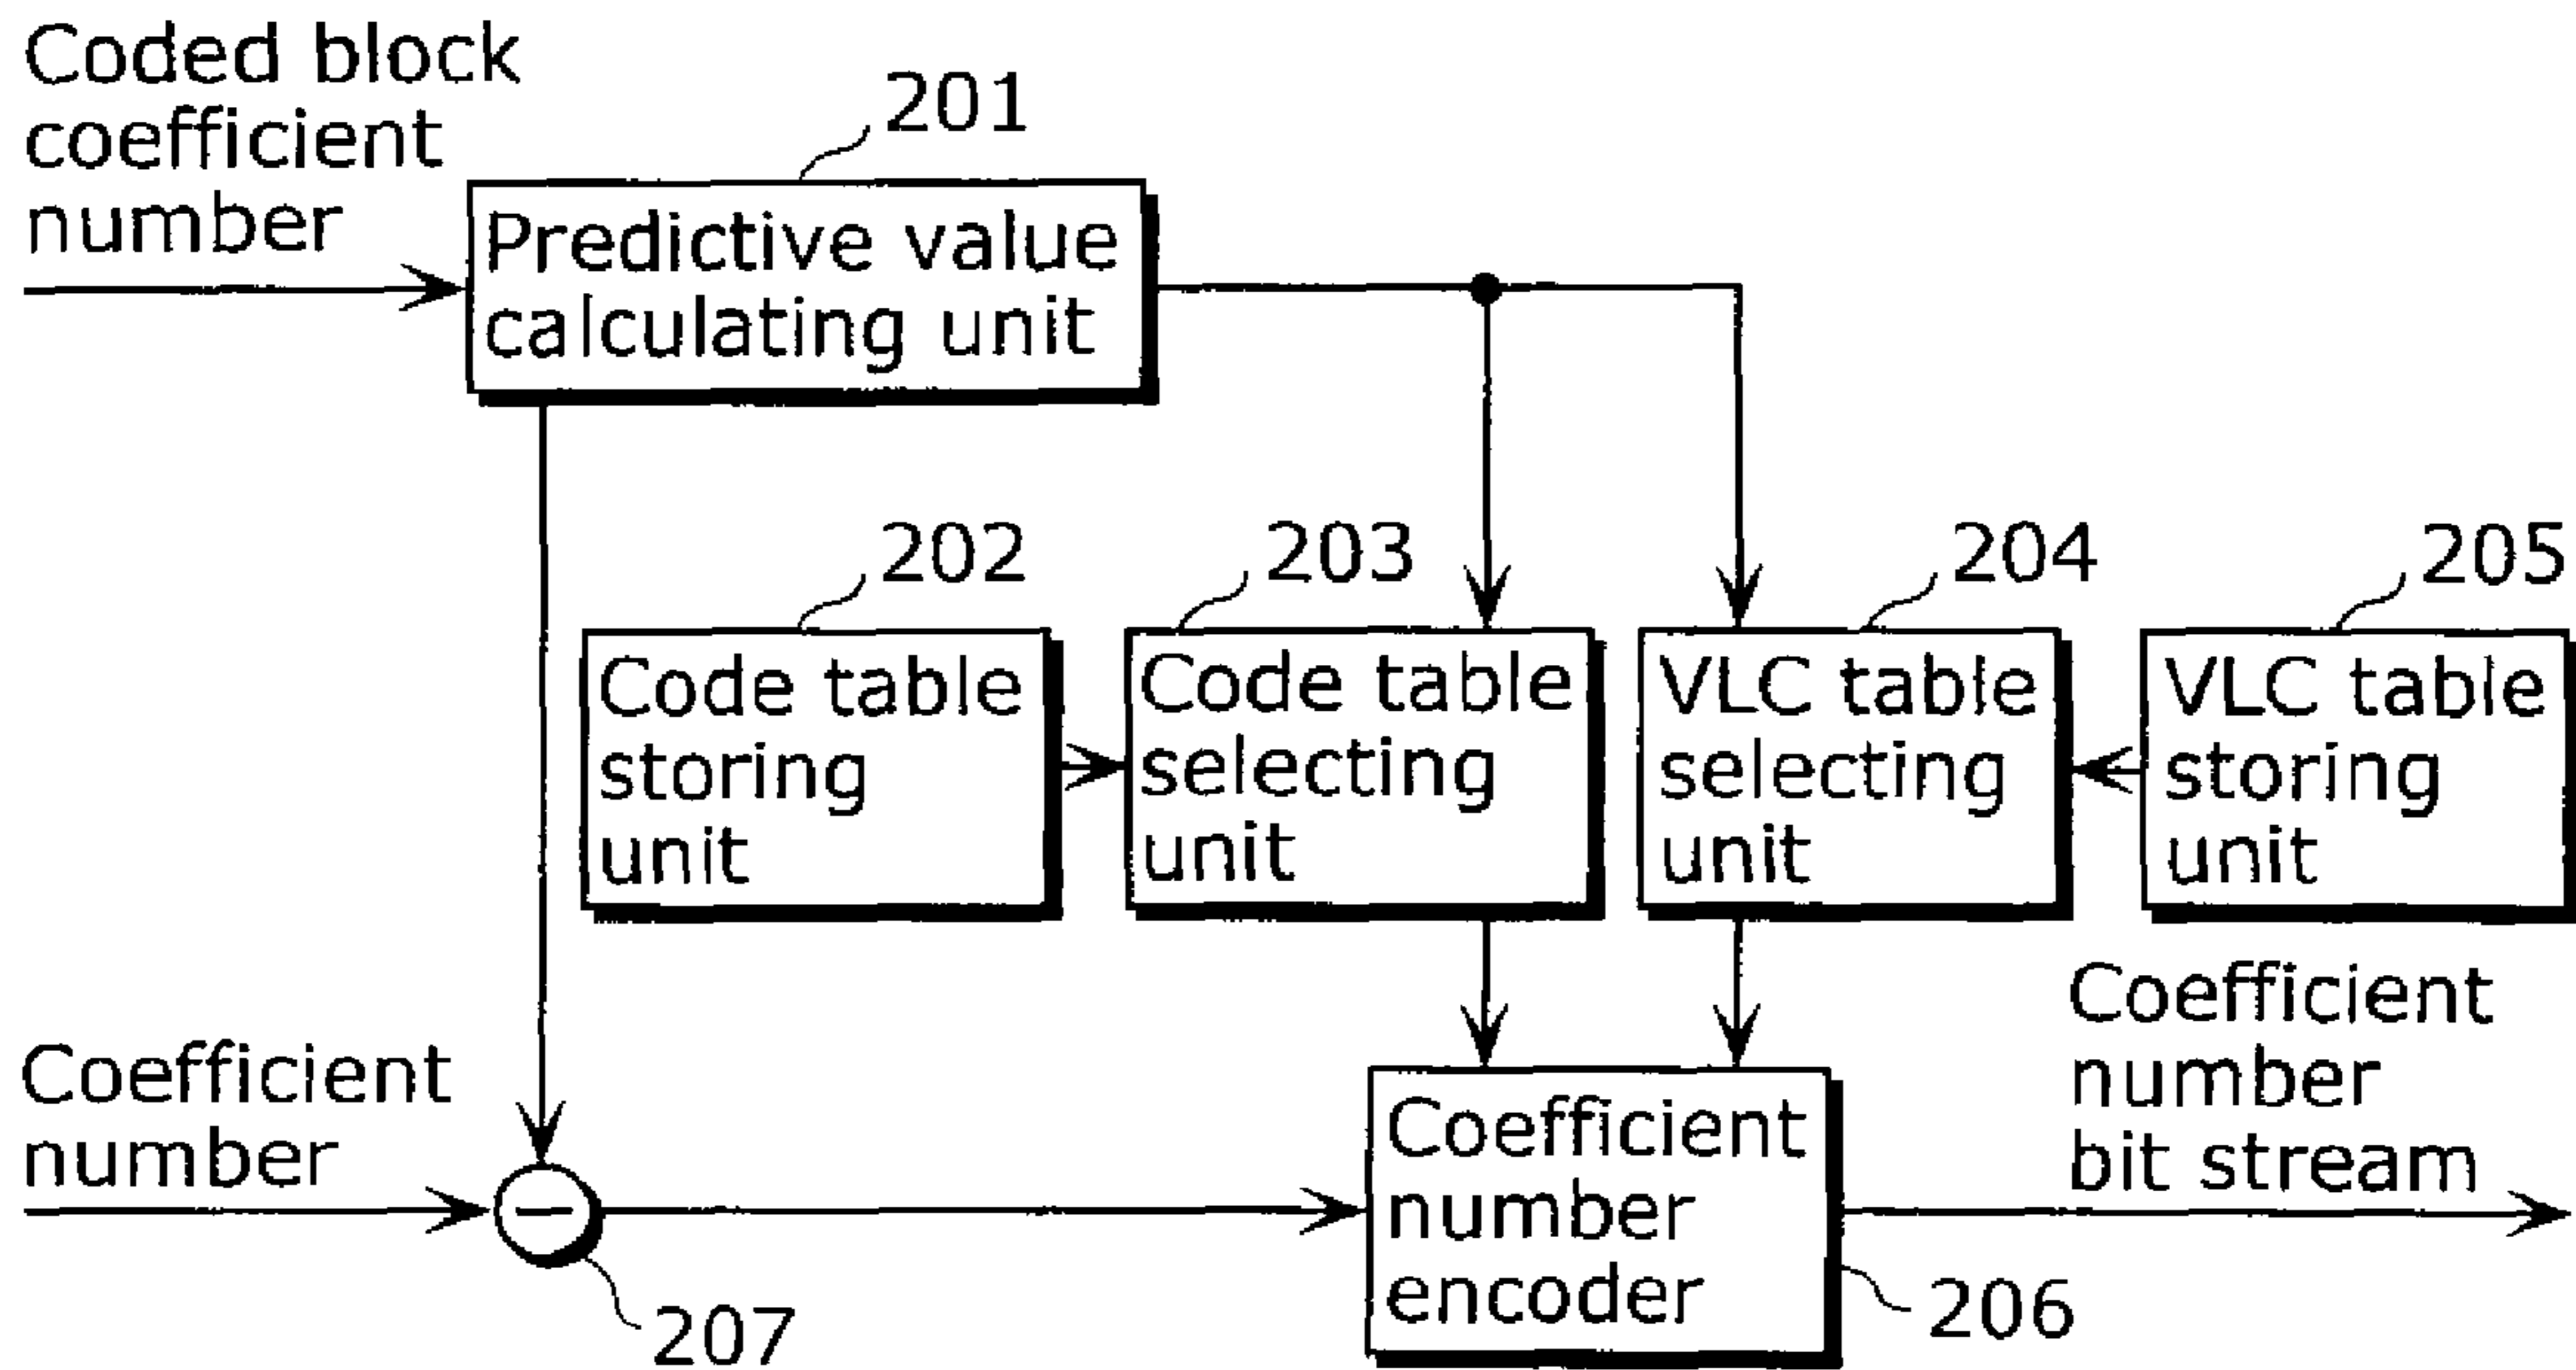 Coded block
coefficient
number
201
Predictive value
calculating unit
202
203
204
205
Code table
storing
unit
Code table
selecting
unit
VLC table
selecting
unit
VLC table
storing
unit
Coefficient
number
Coefficient
number
encoder
Coefficient
number
bit stream
207
206